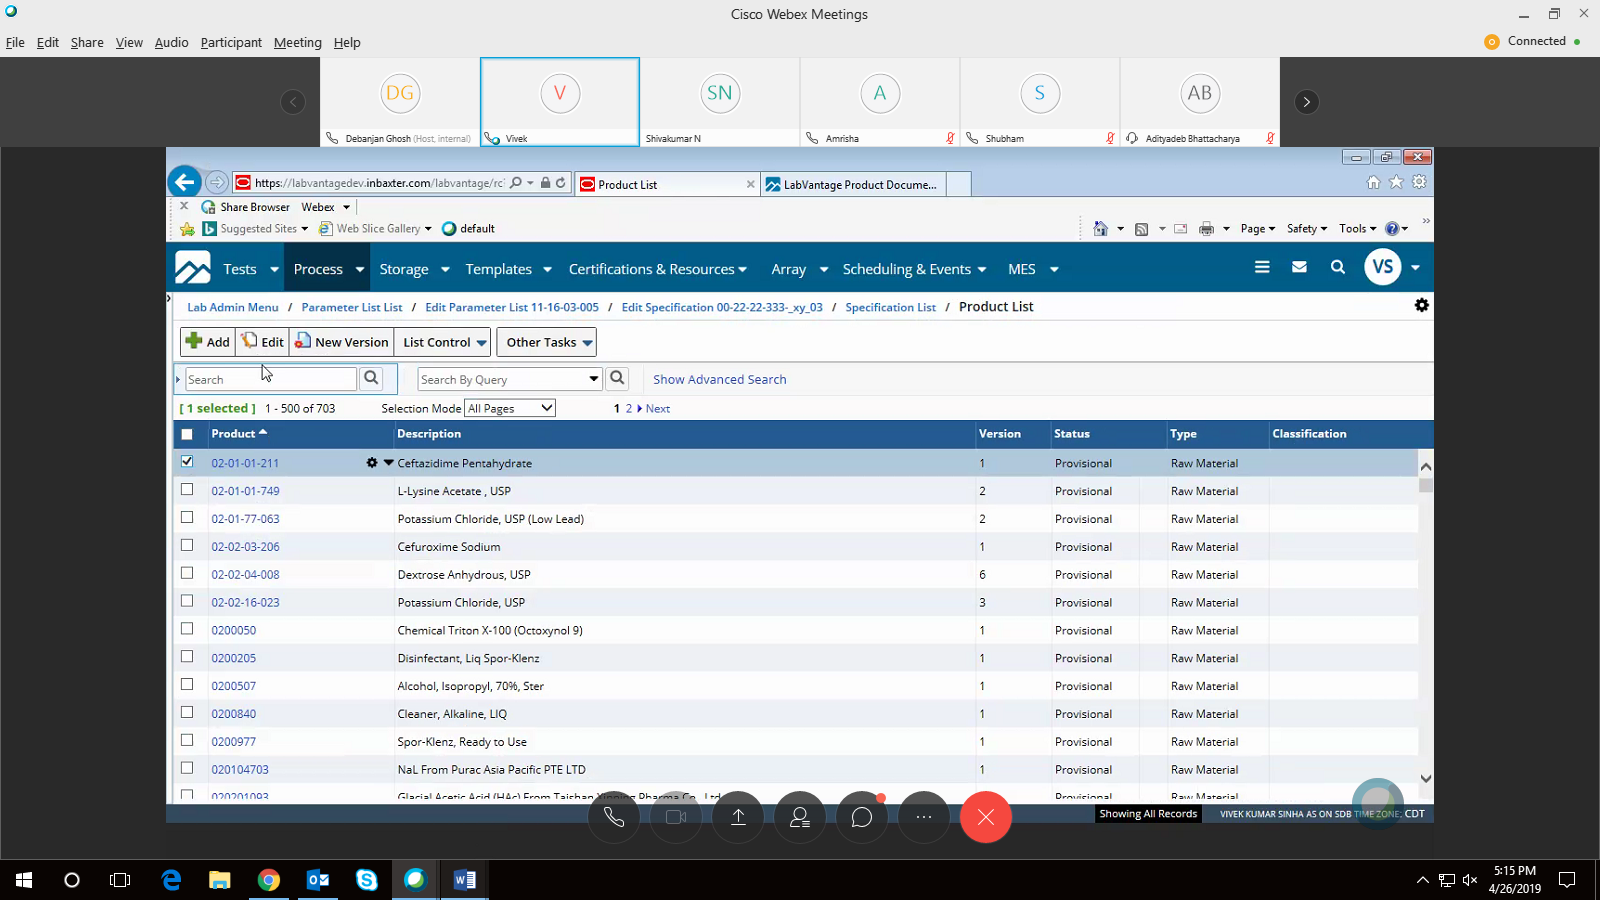 Cisco Webex Meetings
File Edit Share View Audio Participant Meeting Help
Connected
DG V SN A S AB
Debanjan Ghosh (Host, internal) Vivek Shivakumar N Amrisha Shubham Adityadeb Bhattacharya
https://labvantagedev.inbaxter.com/labvantage/rc Product List LabVantage Product Docume...
Share Browser Webex
Suggested Sites Web Slice Gallery default Page Safety Tools
Tests Process Storage Templates Certifications & Resources Array Scheduling & Events MES VS
Lab Admin Menu / Parameter List List / Edit Parameter List 11-16-03-005 / Edit Specification 00-22-22-333-_xy_03 / Specification List / Product List
Add Edit New Version List Control Other Tasks
Search Search By Query Show Advanced Search
[ 1 selected ] 1 - 500 of 703 Selection Mode All Pages 1 2 Next
Product Description Version Status Type Classification
02-01-01-211 Ceftazidime Pentahydrate 1 Provisional Raw Material
02-01-01-749 L-Lysine Acetate , USP 2 Provisional Raw Material
02-01-77-063 Potassium Chloride, USP (Low Lead) 2 Provisional Raw Material
02-02-03-206 Cefuroxime Sodium 1 Provisional Raw Material
02-02-04-008 Dextrose Anhydrous, USP 6 Provisional Raw Material
02-02-16-023 Potassium Chloride, USP 3 Provisional Raw Material
0200050 Chemical Triton X-100 (Octoxynol 9) 1 Provisional Raw Material
0200205 Disinfectant, Liq Spor-Klenz 1 Provisional Raw Material
0200507 Alcohol, Isopropyl, 70%, Ster 1 Provisional Raw Material
0200840 Cleaner, Alkaline, LIQ 1 Provisional Raw Material
0200977 Spor-Klenz, Ready to Use 1 Provisional Raw Material
020104703 NaL From Purac Asia Pacific PTE LTD 1 Provisional Raw Material
020201093 Glacial Acetic Acid (HAc) From Taishan Xinning Pharma Co., Ltd
Showing All Records VIVEK KUMAR SINHA AS ON SDB TIME ZONE: CDT
5:15 PM
4/26/2019